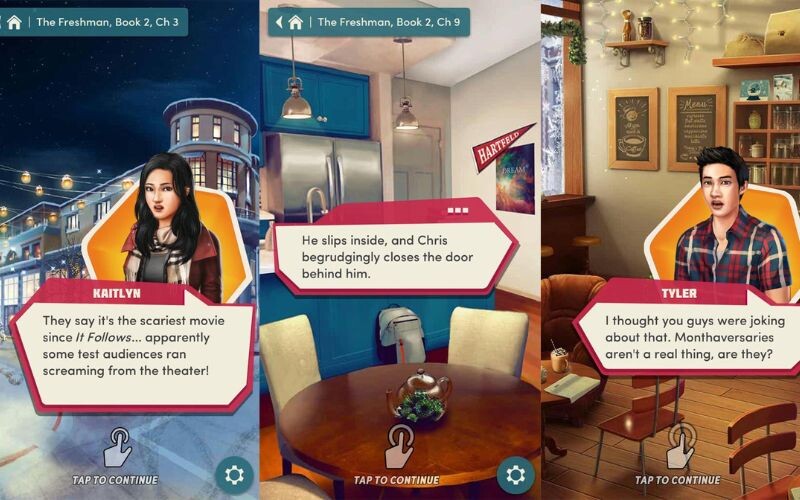 The Freshman, Book 2, Ch 3
KAITLYN
They say it's the scariest movie
since It Follows... apparently
some test audiences ran
screaming from the theater!
TAP TO CONTINUE
The Freshman, Book 2, Ch 9
HARTFELD
DREAM
He slips inside, and Chris
begrudgingly closes the door
behind him.
TAP TO CONTINUE
Menu
TYLER
I thought you guys were joking
about that. Monthaversaries
aren't a real thing, are they?
TAP TO CONTINUE